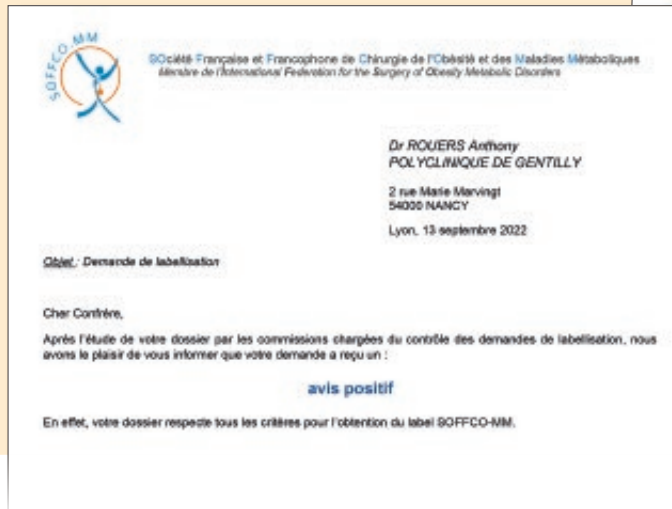 SOFFCO.MM
SOciété Française et Francophone de Chirurgie de l'Obésité et des Maladies Métaboliques
Membre de l'International Federation for the Surgery of Obesity Metabolic Disorders
Dr ROUERS Anthony
POLYCLINIQUE DE GENTILLY
2 rue Marie Marvingt
54000 NANCY
Lyon, 13 septembre 2022
Objet : Demande de labellisation
Cher Confrère,
Après l'étude de votre dossier par les commissions chargées du contrôle des demandes de labellisation, nous
avons le plaisir de vous informer que votre demande a reçu un :
avis positif
En effet, votre dossier respecte tous les critères pour l'obtention du label SOFFCO-MM.